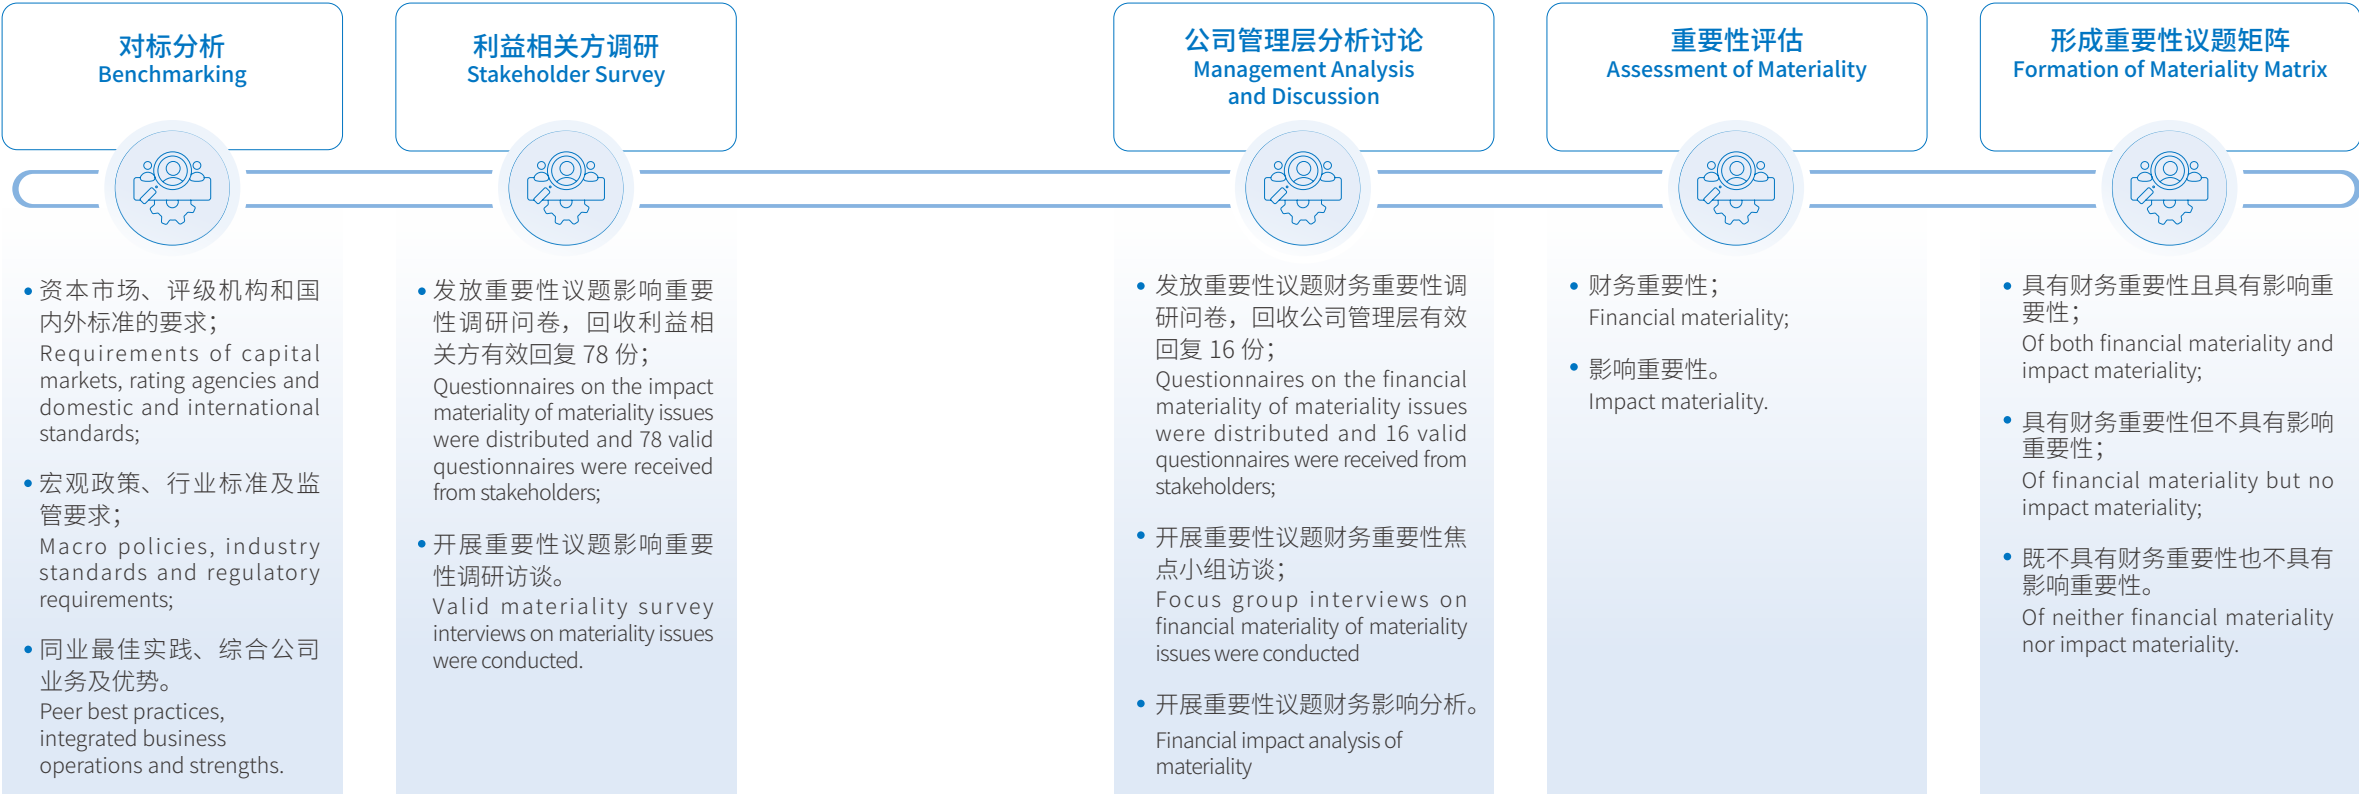 对标分析
Benchmarking
资本市场、评级机构和国
内外标准的要求；
Requirements of capital
markets, rating agencies and
domestic and international
standards;
宏观政策、行业标准及监
管要求；
Macro policies, industry
standards and regulatory
requirements;
同业最佳实践、综合公司
业务及优势。
Peer best practices,
integrated business
operations and strengths.
利益相关方调研
Stakeholder Survey
发放重要性议题影响重要
性调研问卷，回收利益相
关方有效回复 78 份；
Questionnaires on the impact
materiality of materiality issues
were distributed and 78 valid
questionnaires were received
from stakeholders;
开展重要性议题影响重要
性调研访谈。
Valid materiality survey
interviews on materiality issues
were conducted.
公司管理层分析讨论
Management Analysis
and Discussion
发放重要性议题财务重要性调
研问卷，回收公司管理层有效
回复 16 份；
Questionnaires on the financial
materiality of materiality issues
were distributed and 16 valid
questionnaires were received from
stakeholders;
开展重要性议题财务重要性焦
点小组访谈；
Focus group interviews on
financial materiality of materiality
issues were conducted
开展重要性议题财务影响分析。
Financial impact analysis of
materiality
重要性评估
Assessment of Materiality
财务重要性；
Financial materiality;
影响重要性。
Impact materiality.
形成重要性议题矩阵
Formation of Materiality Matrix
具有财务重要性且具有影响重
要性；
Of both financial materiality and
impact materiality;
具有财务重要性但不具有影响
重要性；
Of financial materiality but no
impact materiality;
既不具有财务重要性也不具有
影响重要性。
Of neither financial materiality
nor impact materiality.